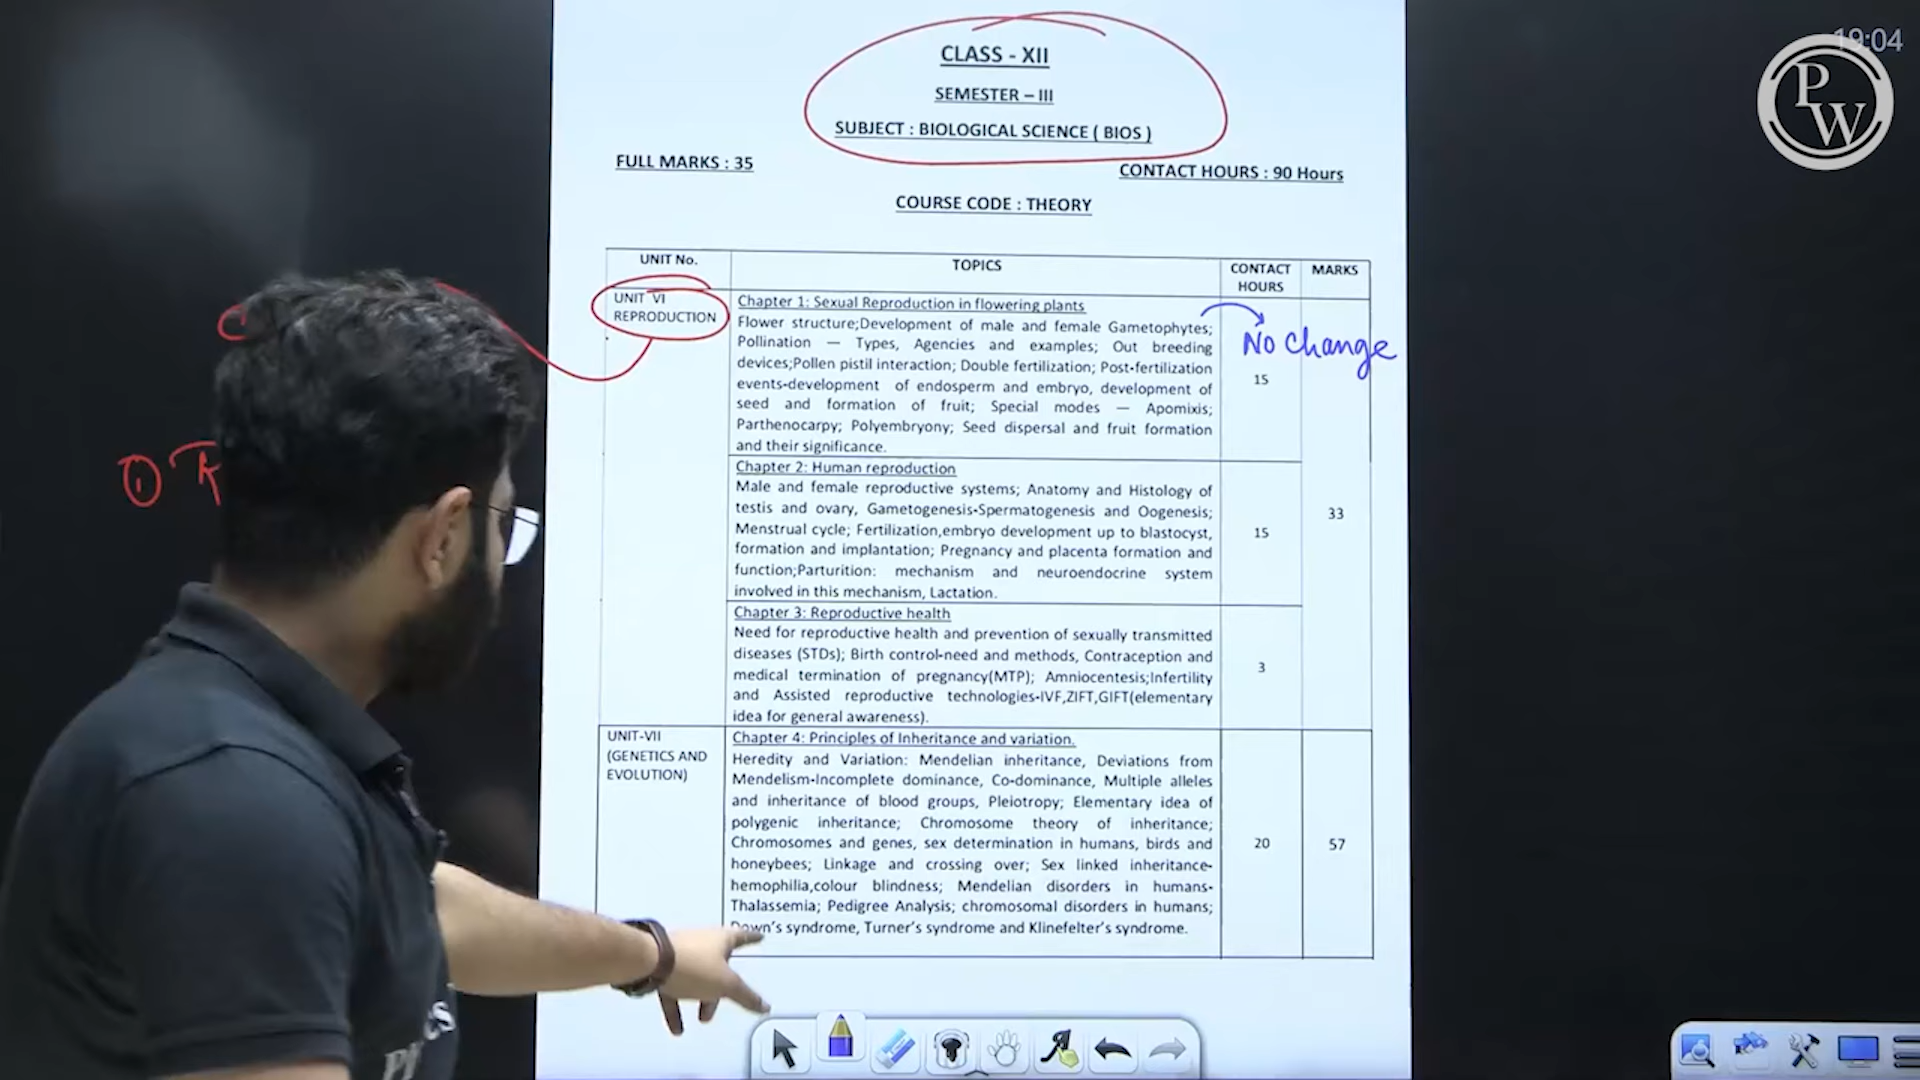 19:04
PW
CLASS - XII
SEMESTER – III
SUBJECT : BIOLOGICAL SCIENCE ( BIOS )
FULL MARKS : 35
CONTACT HOURS : 90 Hours
COURSE CODE : THEORY
UNIT No.
TOPICS
CONTACT HOURS
MARKS
UNIT VI
REPRODUCTION
Chapter 1: Sexual Reproduction in flowering plants
Flower structure;Development of male and female Gametophytes;
Pollination — Types, Agencies and examples; Out breeding
devices;Pollen pistil interaction; Double fertilization; Post-fertilization
events-development of endosperm and embryo, development of
seed and formation of fruit; Special modes — Apomixis;
Parthenocarpy; Polyembryony; Seed dispersal and fruit formation
and their significance.
No change
15
Chapter 2: Human reproduction
Male and female reproductive systems; Anatomy and Histology of
testis and ovary, Gametogenesis-Spermatogenesis and Oogenesis;
Menstrual cycle; Fertilization,embryo development up to blastocyst,
formation and implantation; Pregnancy and placenta formation and
function;Parturition: mechanism and neuroendocrine system
involved in this mechanism, Lactation.
15
33
Chapter 3: Reproductive health
Need for reproductive health and prevention of sexually transmitted
diseases (STDs); Birth control-need and methods, Contraception and
medical termination of pregnancy(MTP); Amniocentesis;Infertility
and Assisted reproductive technologies-IVF,ZIFT,GIFT(elementary
idea for general awareness).
3
UNIT-VII
(GENETICS AND
EVOLUTION)
Chapter 4: Principles of Inheritance and variation.
Heredity and Variation: Mendelian inheritance, Deviations from
Mendelism-Incomplete dominance, Co-dominance, Multiple alleles
and inheritance of blood groups, Pleiotropy; Elementary idea of
polygenic inheritance; Chromosome theory of inheritance;
Chromosomes and genes, sex determination in humans, birds and
honeybees; Linkage and crossing over; Sex linked inheritance-
hemophilia,colour blindness; Mendelian disorders in humans-
Thalassemia; Pedigree Analysis; chromosomal disorders in humans;
Down's syndrome, Turner's syndrome and Klinefelter's syndrome.
20
57
①